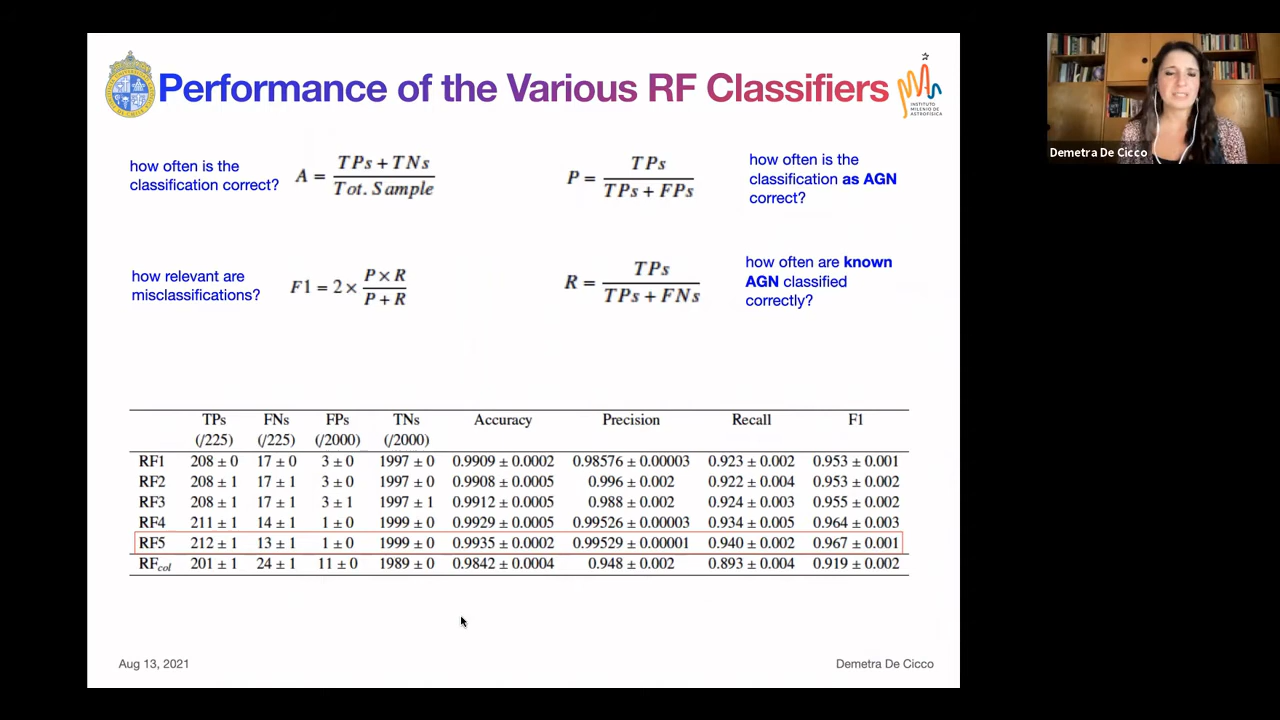 Performance of the Various RF Classifiers
INSTITUTO
MILENIO DE
ASTROFÍSICA
Demetra De Cicco
how often is the
classification correct?
A = TPs + TNs / Tot. Sample
P = TPs / TPs + FPs
how often is the
classification as AGN
correct?
how relevant are
misclassifications?
F1 = 2 × P × R / P + R
R = TPs / TPs + FNs
how often are known
AGN classified
correctly?
TPs FNs FPs TNs Accuracy Precision Recall F1
(/225) (/225) (/2000) (/2000)
RF1 208 ± 0 17 ± 0 3 ± 0 1997 ± 0 0.9909 ± 0.0002 0.98576 ± 0.00003 0.923 ± 0.002 0.953 ± 0.001
RF2 208 ± 1 17 ± 1 3 ± 0 1997 ± 0 0.9908 ± 0.0005 0.996 ± 0.002 0.922 ± 0.004 0.953 ± 0.002
RF3 208 ± 1 17 ± 1 3 ± 1 1997 ± 1 0.9912 ± 0.0005 0.988 ± 0.002 0.924 ± 0.003 0.955 ± 0.002
RF4 211 ± 1 14 ± 1 1 ± 0 1999 ± 0 0.9929 ± 0.0005 0.99526 ± 0.00003 0.934 ± 0.005 0.964 ± 0.003
RF5 212 ± 1 13 ± 1 1 ± 0 1999 ± 0 0.9935 ± 0.0002 0.99529 ± 0.00001 0.940 ± 0.002 0.967 ± 0.001
RFcol 201 ± 1 24 ± 1 11 ± 0 1989 ± 0 0.9842 ± 0.0004 0.948 ± 0.002 0.893 ± 0.004 0.919 ± 0.002
Aug 13, 2021
Demetra De Cicco